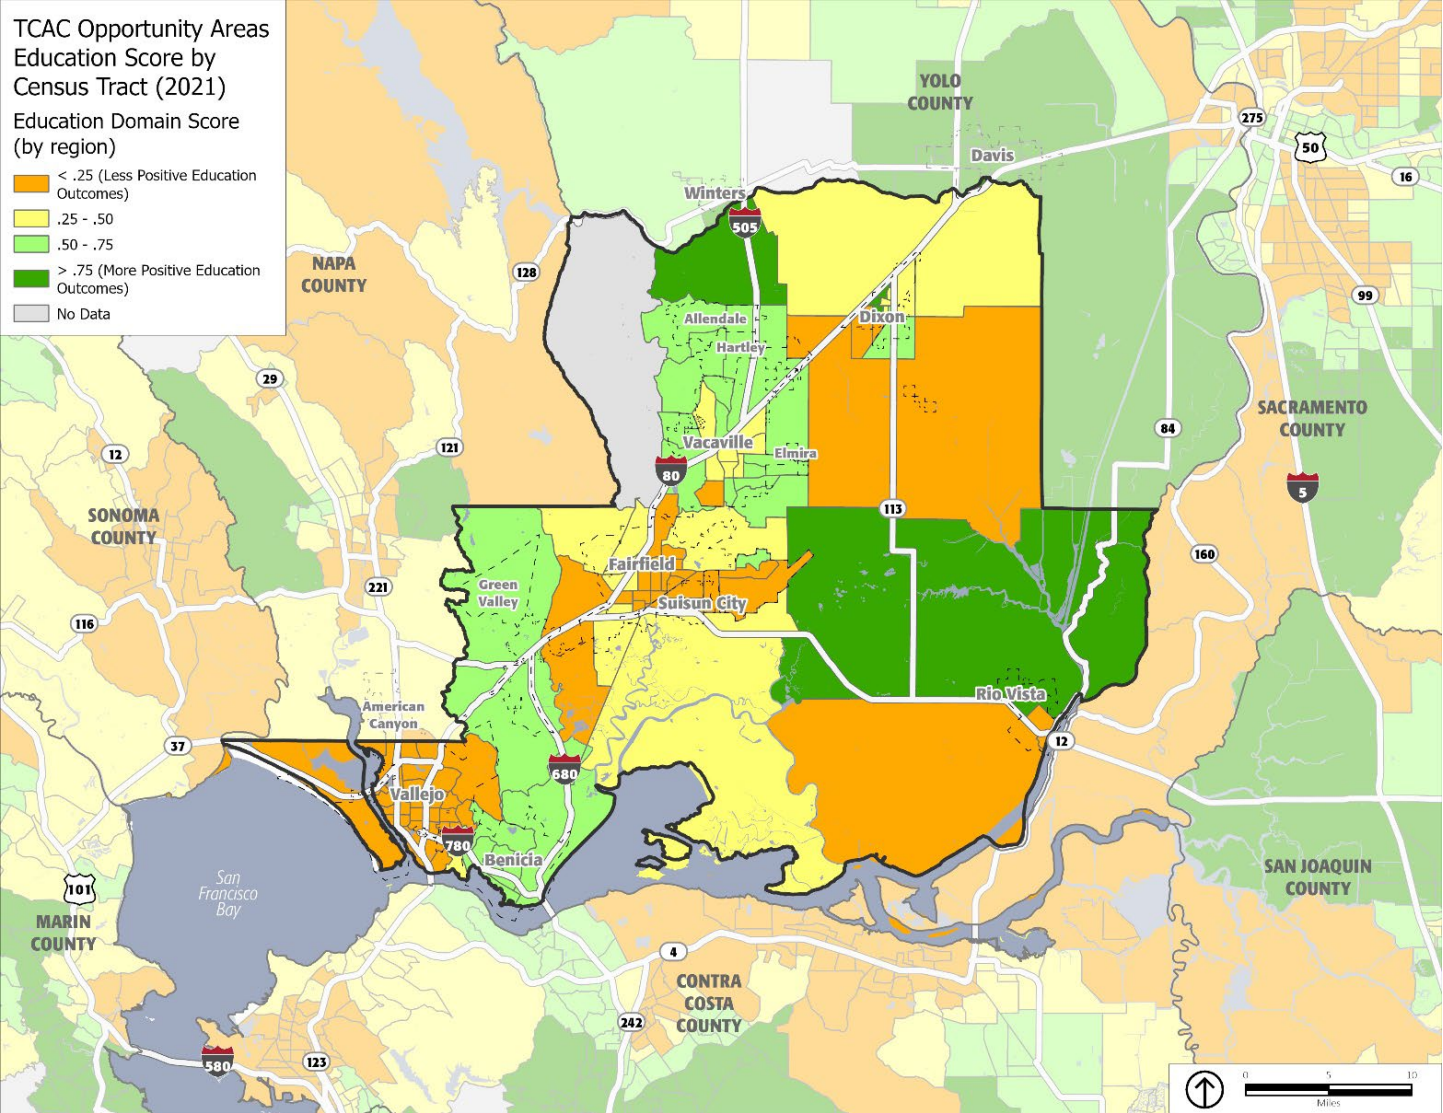 TCAC Opportunity Areas
Education Score by
Census Tract (2021)
Education Domain Score
(by region)
< .25 (Less Positive Education
Outcomes)
.25 - .50
.50 - .75
> .75 (More Positive Education
Outcomes)
No Data
YOLO
COUNTY
275
50
Davis
16
Winters
505
NAPA
COUNTY
128
99
Allendale
Dixon
Hartley
29
SACRAMENTO
COUNTY
84
Vacaville
121
12
Elmira
80
5
113
SONOMA
COUNTY
160
Fairfield
221
Green
Valley
Suisun City
116
Rio Vista
American
Canyon
37
12
680
Vallejo
780
Benicia
SAN JOAQUIN
COUNTY
San
Francisco
Bay
101
MARIN
COUNTY
4
CONTRA
COSTA
COUNTY
242
580
123
0 5 10
Miles